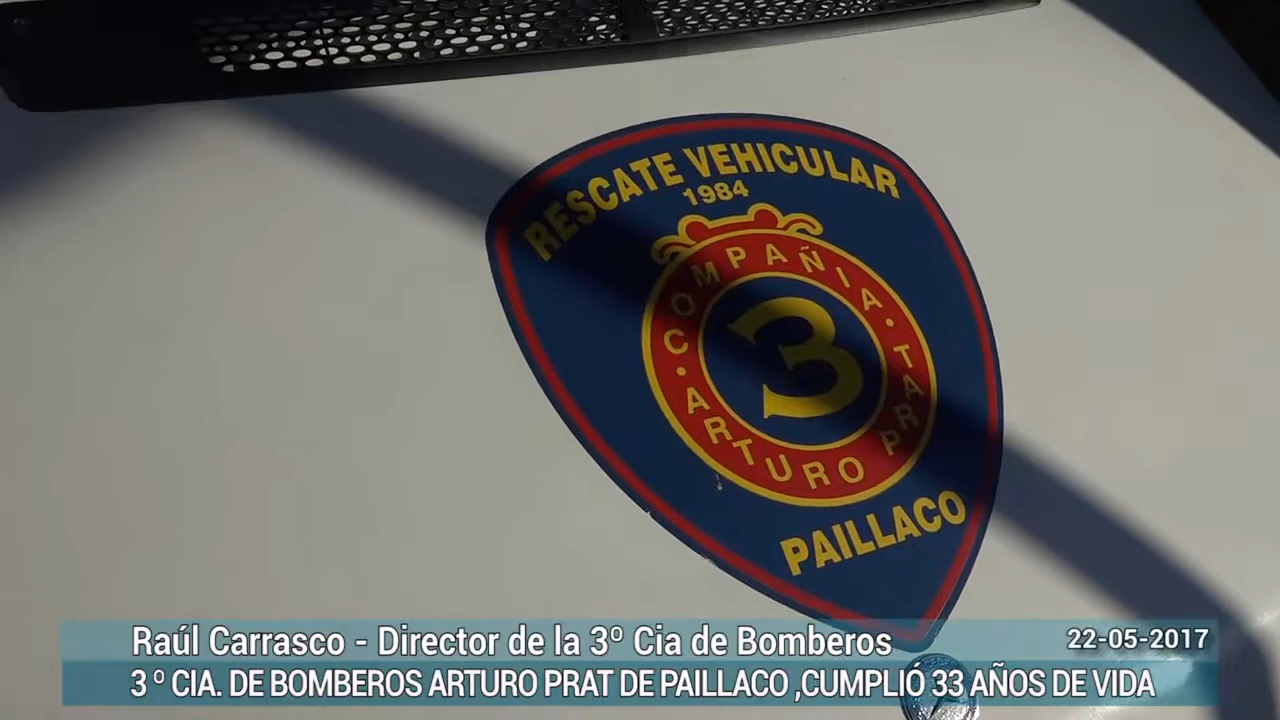 RESCATE VEHICULAR
1984
COMPAÑIA · ARTURO PRAT ·
3
PAILLACO
Raúl Carrasco - Director de la 3º Cia de Bomberos
22-05-2017
3 º CIA. DE BOMBEROS ARTURO PRAT DE PAILLACO ,CUMPLIÓ 33 AÑOS DE VIDA